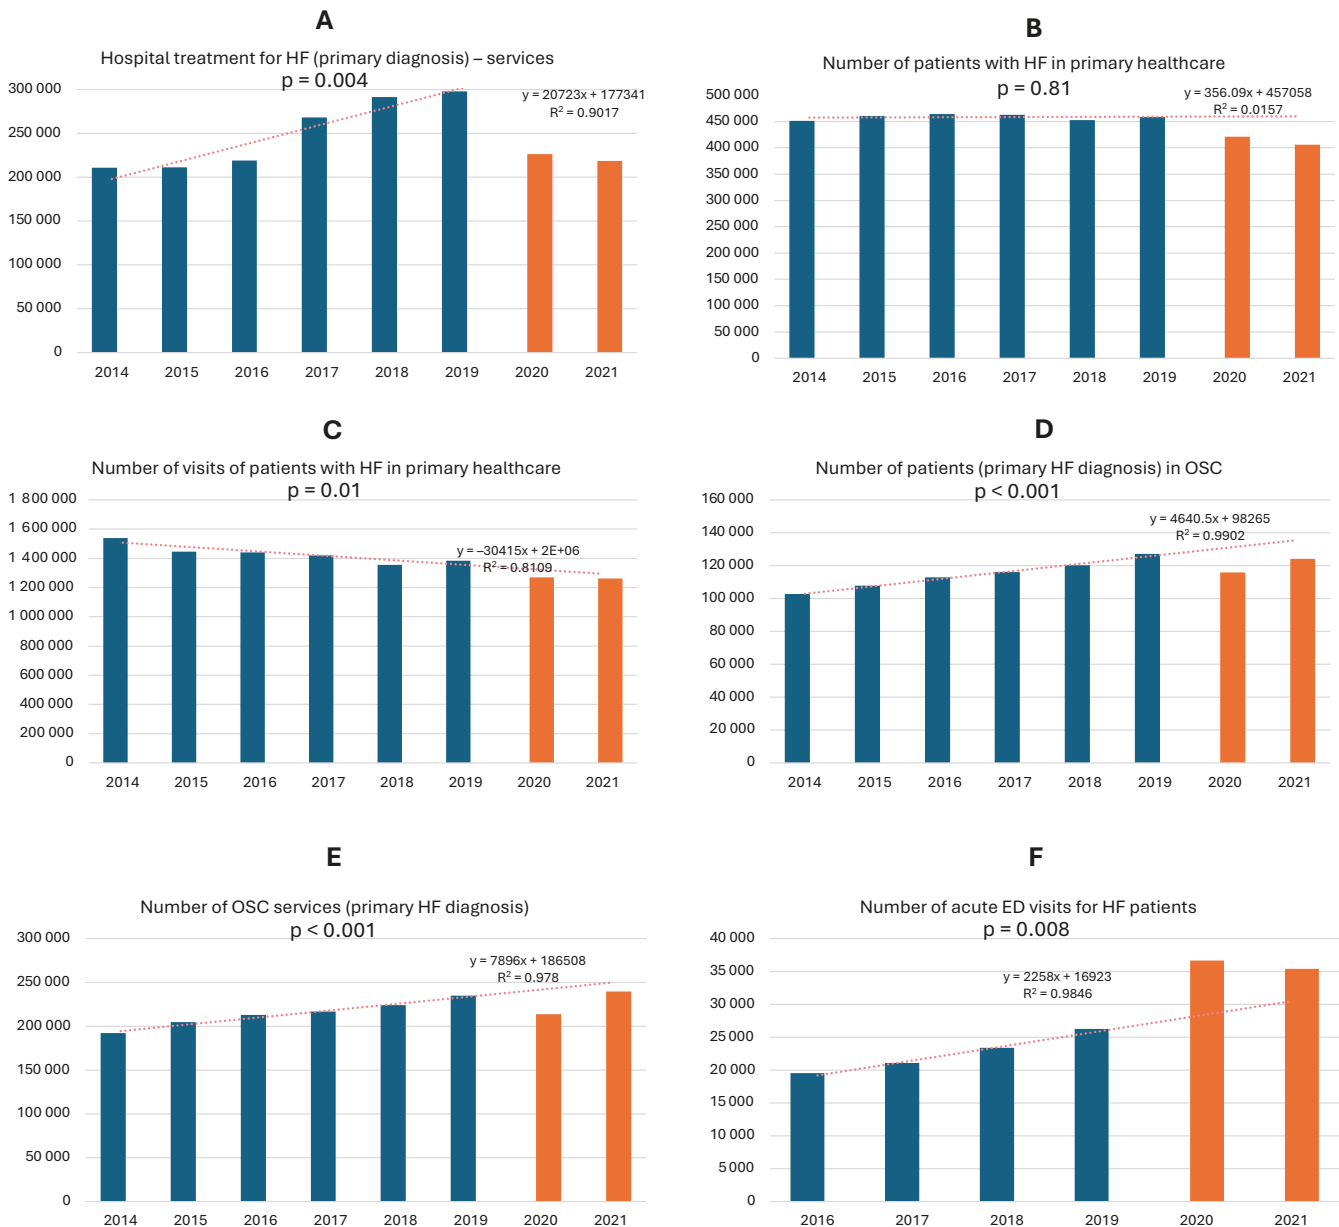 A
Hospital treatment for HF (primary diagnosis) – services
p = 0.004
y = 20723x + 177341
R² = 0.9017
300 000
250 000
200 000
150 000
100 000
50 000
0
2014 2015 2016 2017 2018 2019 2020 2021
B
Number of patients with HF in primary healthcare
p = 0.81
y = 356.09x + 457058
R² = 0.0157
500 000
450 000
400 000
350 000
300 000
250 000
200 000
150 000
100 000
50 000
0
2014 2015 2016 2017 2018 2019 2020 2021
C
Number of visits of patients with HF in primary healthcare
p = 0.01
y = –30415x + 2E+06
R² = 0.8109
1 800 000
1 600 000
1 400 000
1 200 000
1 000 000
800 000
600 000
400 000
200 000
0
2014 2015 2016 2017 2018 2019 2020 2021
D
Number of patients (primary HF diagnosis) in OSC
p < 0.001
y = 4640.5x + 98265
R² = 0.9902
160 000
140 000
120 000
100 000
80 000
60 000
40 000
20 000
0
2014 2015 2016 2017 2018 2019 2020 2021
E
Number of OSC services (primary HF diagnosis)
p < 0.001
y = 7896x + 186508
R² = 0.978
300 000
250 000
200 000
150 000
100 000
50 000
0
2014 2015 2016 2017 2018 2019 2020 2021
F
Number of acute ED visits for HF patients
p = 0.008
y = 2258x + 16923
R² = 0.9846
40 000
35 000
30 000
25 000
20 000
15 000
10 000
5 000
0
2016 2017 2018 2019 2020 2021